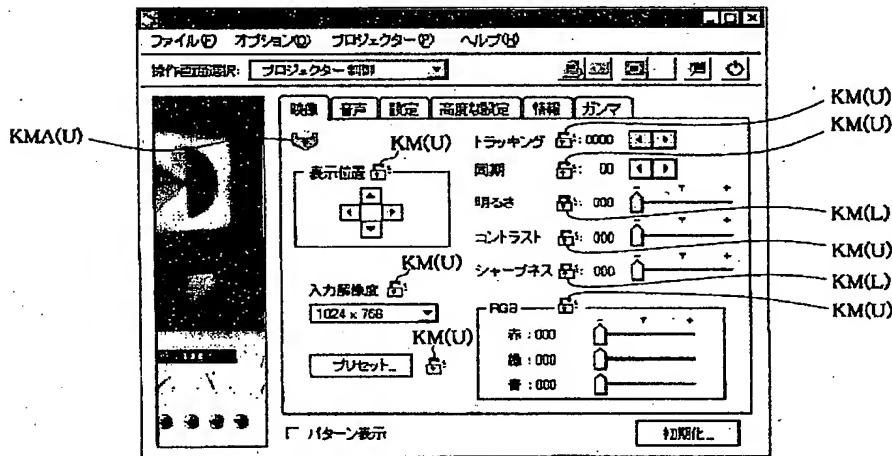 ファイル(F) オプション(O) プロジェクター(P) ヘルプ(H)
操作画面選択: プロジェクター制御
映像 音声 設定 高度な設定 情報 ガンマ
KMA(U)
KM(U)
表示位置
KM(U)
入力解像度
1024 x 768
KM(U)
プリセット...
トラッキング : 0000
KM(U)
同期 : 00
KM(U)
明るさ : 000
- +
KM(L)
コントラスト : 000
- +
KM(U)
シャープネス : 000
- +
KM(L)
RGB
KM(U)
- +
赤 : 000
緑 : 000
青 : 000
パターン表示
初期化...